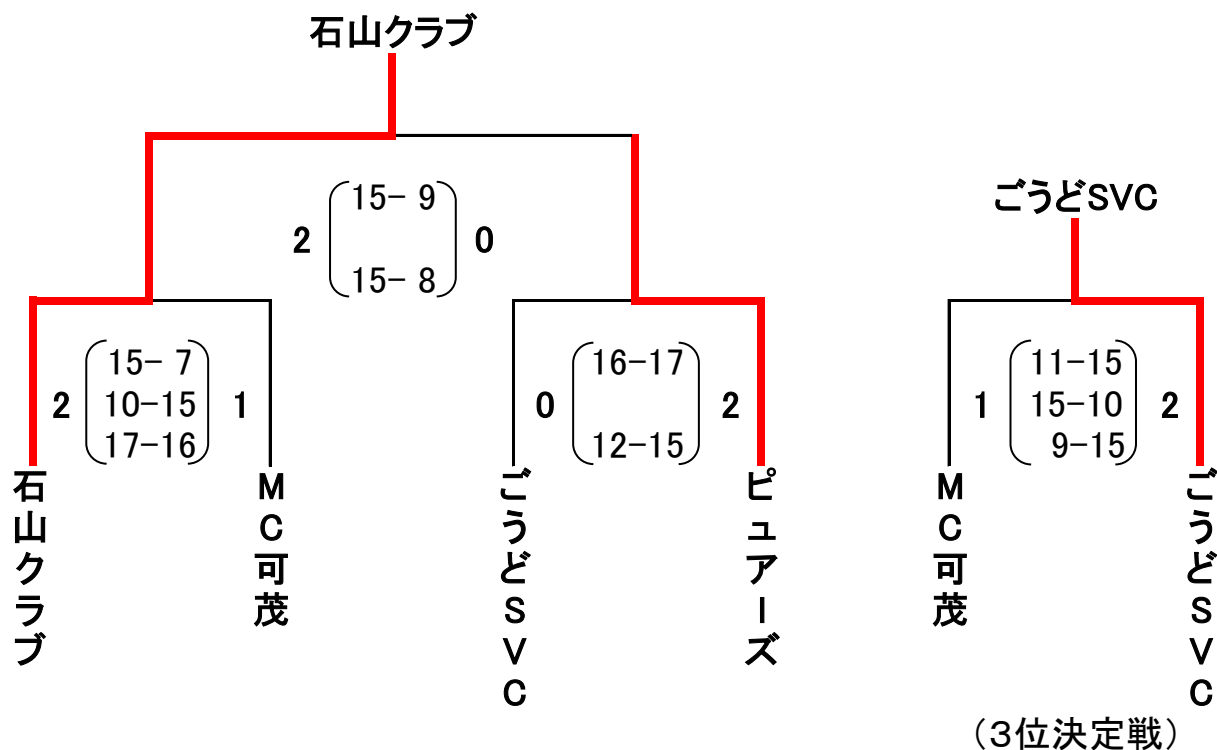 石山クラブ
15- 9
2 0
15- 8
15- 7
2 10-15 1
17-16
16-17
0 2
12-15
石山クラブ
MC可茂
ごうどSVC
ピュアーズ
ごうどSVC
11-15
1 15-10 2
9-15
MC可茂
ごうどSVC
（3位決定戦）